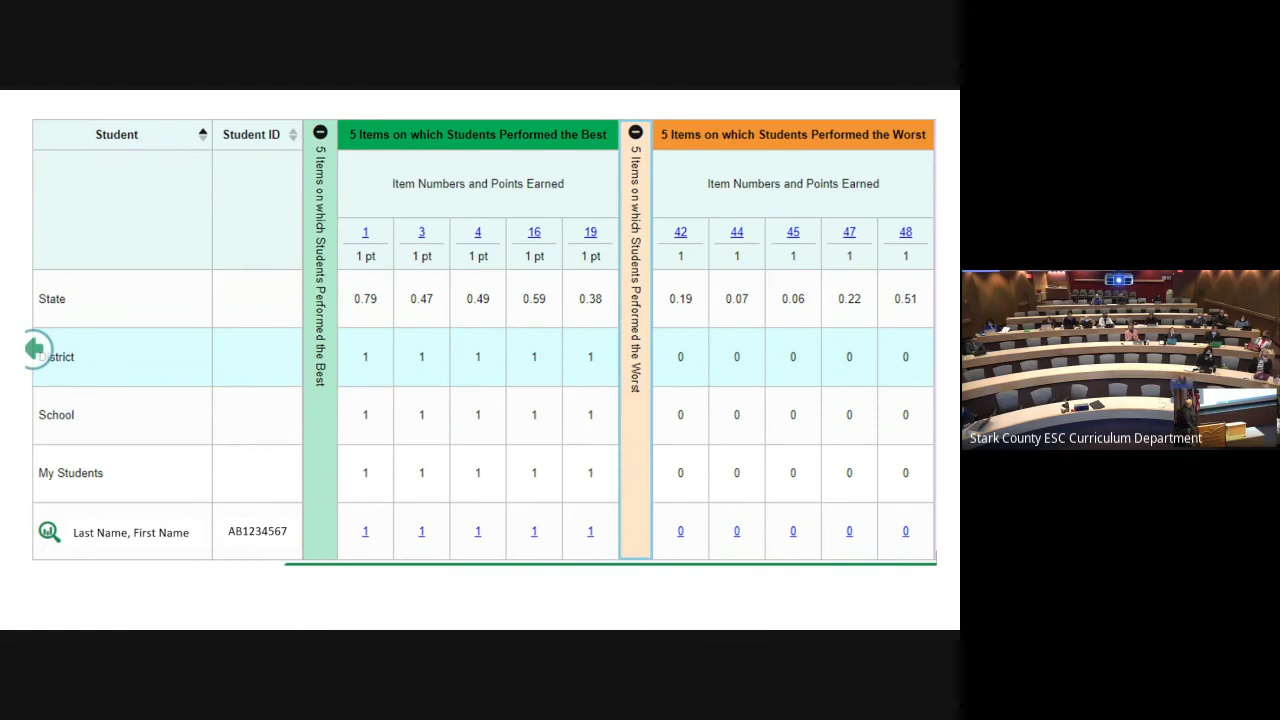 Student Student ID 5 Items on which Students Performed the Best 5 Items on which Students Performed the Worst
5 Items on which Students Performed the Best
5 Items on which Students Performed the Worst
Item Numbers and Points Earned Item Numbers and Points Earned
1 3 4 16 19 42 44 45 47 48
1 pt 1 pt 1 pt 1 pt 1 pt 1 1 1 1 1
State 0.79 0.47 0.49 0.59 0.38 0.19 0.07 0.06 0.22 0.51
District 1 1 1 1 1 0 0 0 0 0
School 1 1 1 1 1 0 0 0 0 0
My Students 1 1 1 1 1 0 0 0 0 0
Last Name, First Name AB1234567 1 1 1 1 1 0 0 0 0 0
Stark County ESC Curriculum Department